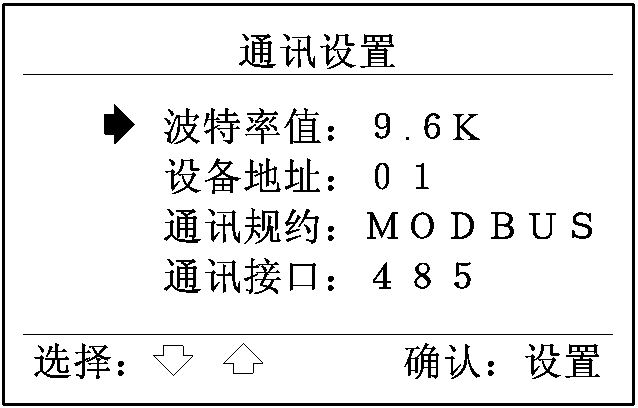 通讯设置
波特率值：9.6K
设备地址：01
通讯规约：MODBUS
通讯接口：485
选择： 确认：设置